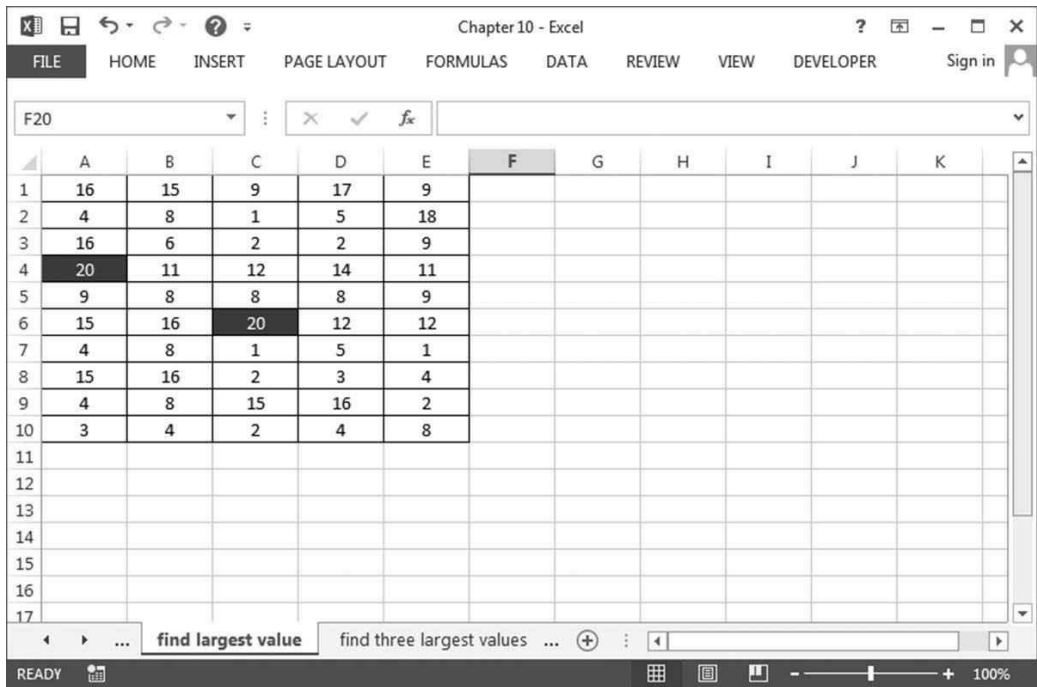 Chapter 10 - Excel
FILE HOME INSERT PAGE LAYOUT FORMULAS DATA REVIEW VIEW DEVELOPER Sign in
F20 fx
A B C D E F G H I J K
1 16 15 9 17 9
2 4 8 1 5 18
3 16 6 2 2 9
4 20 11 12 14 11
5 9 8 8 8 9
6 15 16 20 12 12
7 4 8 1 5 1
8 15 16 2 3 4
9 4 8 15 16 2
10 3 4 2 4 8
11
12
13
14
15
16
17
... find largest value find three largest values ...
READY 100%